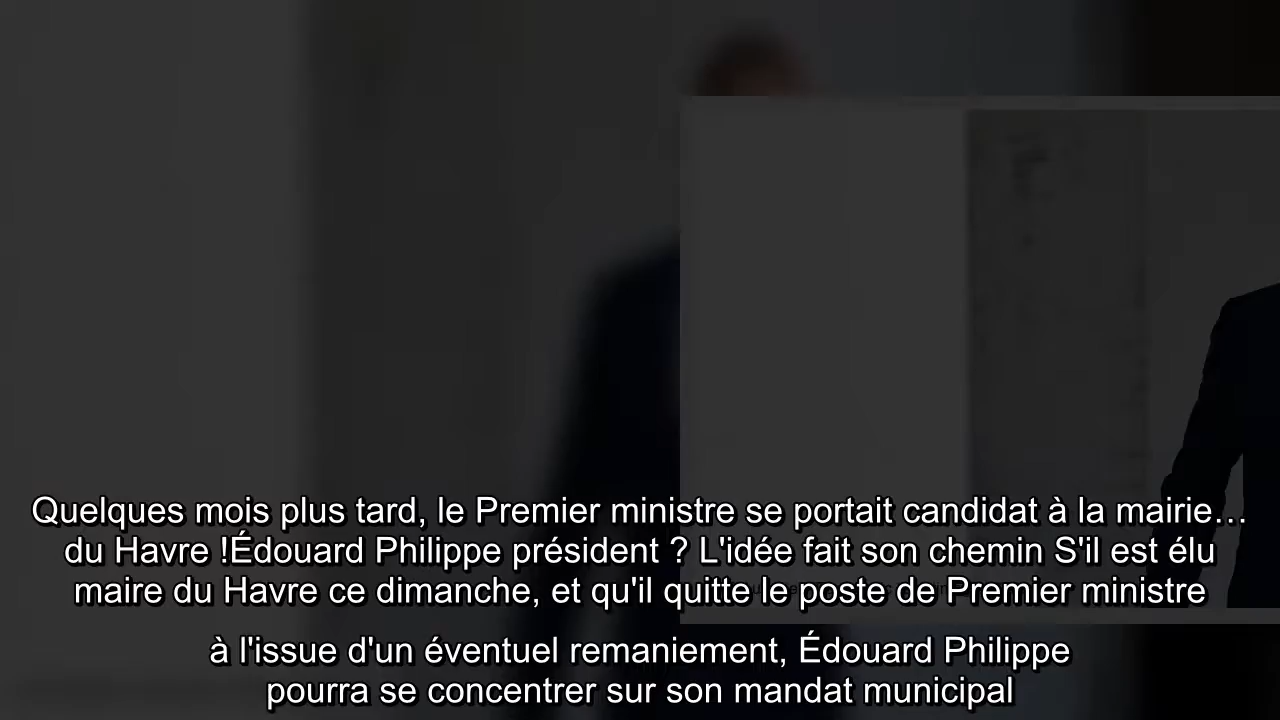 Quelques mois plus tard, le Premier ministre se portait candidat à la mairie…
du Havre !Édouard Philippe président ? L'idée fait son chemin S'il est élu
maire du Havre ce dimanche, et qu'il quitte le poste de Premier ministre
à l'issue d'un éventuel remaniement, Édouard Philippe
pourra se concentrer sur son mandat municipal